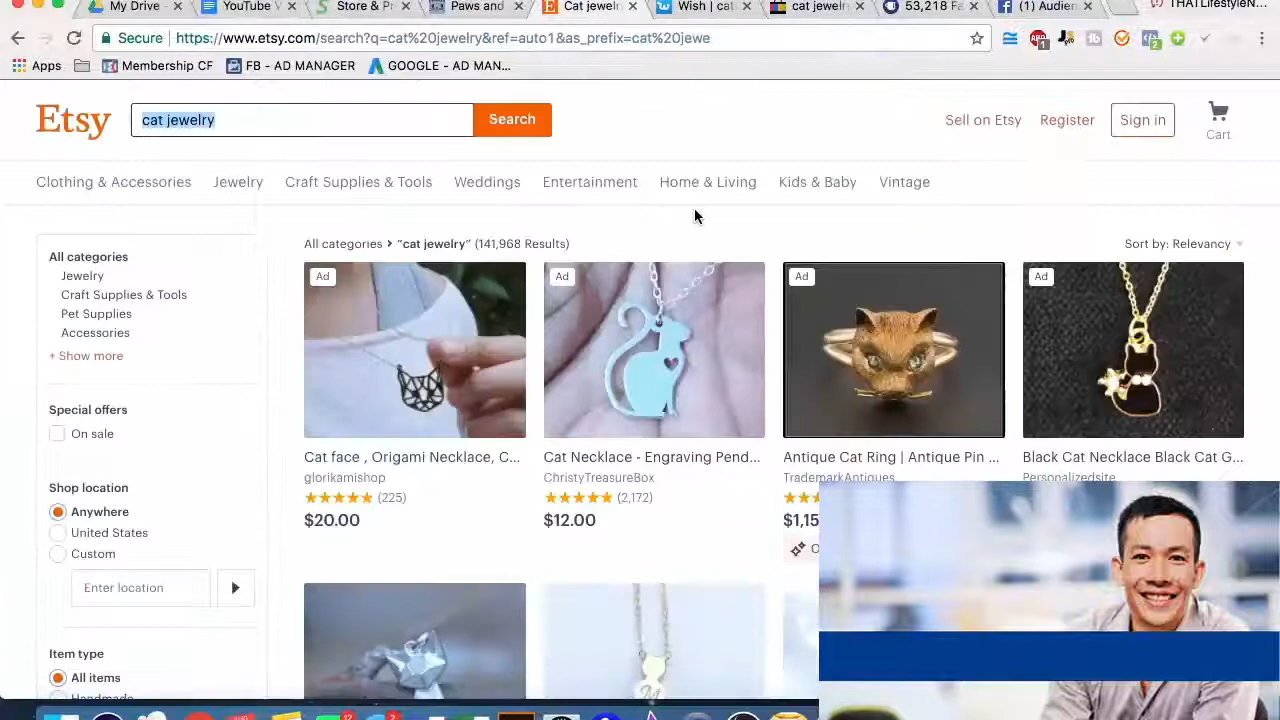 My Drive -
YouTube V
Store & Pr
Paws and
Cat jewelr
Wish | cat
cat jewelr
53,218 Fa
(1) Audien
THATLifestyleN...
Secure https://www.etsy.com/search?q=cat%20jewelry&ref=auto1&as_prefix=cat%20jewe
Apps Membership CF FB - AD MANAGER GOOGLE - AD MAN...
Etsy
cat jewelry
Search
Sell on Etsy
Register
Sign in
Cart
Clothing & Accessories Jewelry Craft Supplies & Tools Weddings Entertainment Home & Living Kids & Baby Vintage
All categories
Jewelry
Craft Supplies & Tools
Pet Supplies
Accessories
+ Show more
Special offers
On sale
Shop location
Anywhere
United States
Custom
Enter location
Item type
All items
Handmade
All categories > "cat jewelry" (141,968 Results)
Sort by: Relevancy
Ad
Cat face , Origami Necklace, C...
glorikamishop
(225)
$20.00
Ad
Cat Necklace - Engraving Pend...
ChristyTreasureBox
(2,172)
$12.00
Ad
Antique Cat Ring | Antique Pin ...
TrademarkAntiques
$1,15
Ad
Black Cat Necklace Black Cat G...
Personalizedsite